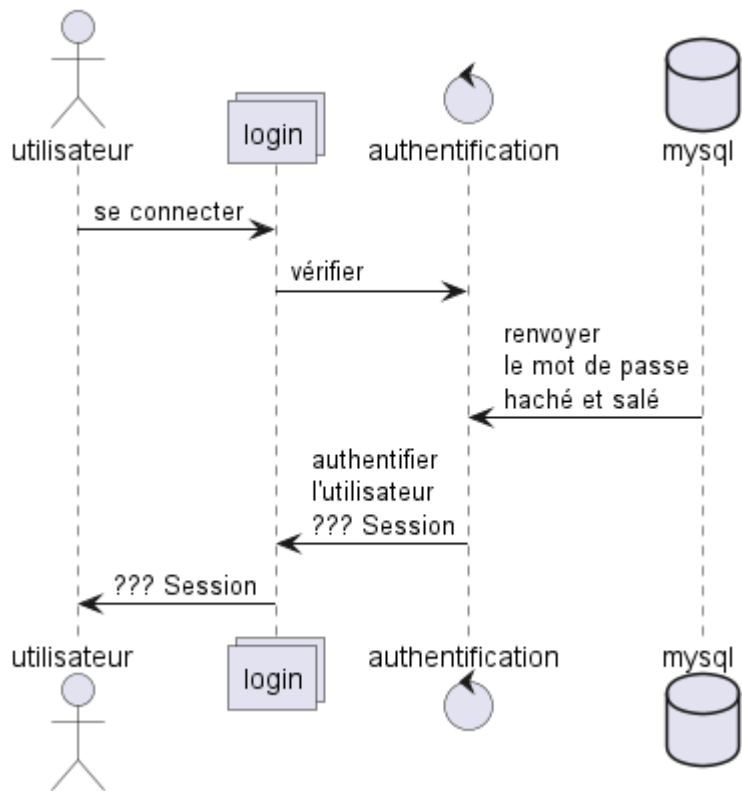 utilisateur
login
authentification
mysql
se connecter
vérifier
renvoyer
le mot de passe
haché et salé
authentifier
l'utilisateur
??? Session
??? Session
utilisateur
login
authentification
mysql